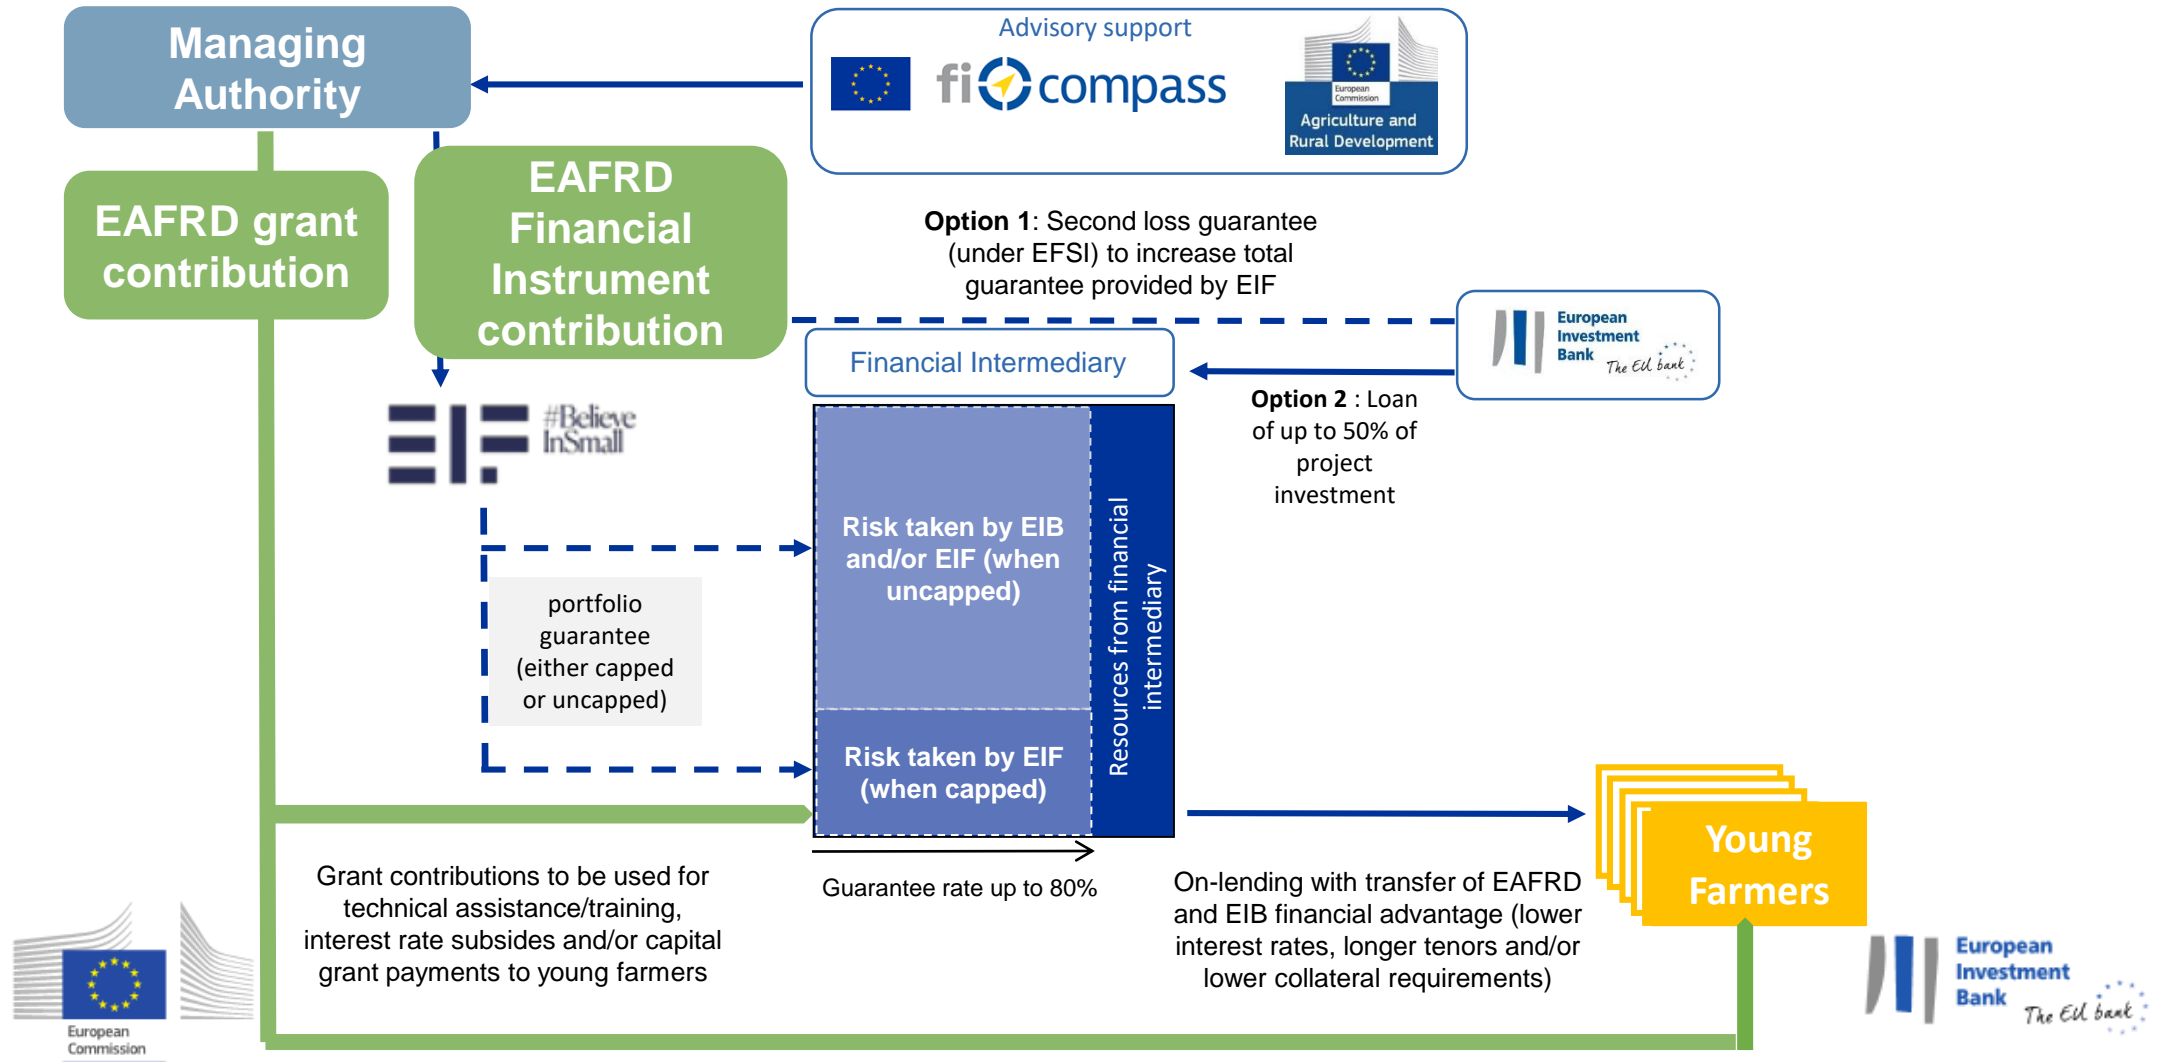 Managing
Authority
Advisory support
fi compass
European
Commission
Agriculture and
Rural Development
EAFRD grant
contribution
EAFRD
Financial
Instrument
contribution
Option 1: Second loss guarantee
(under EFSI) to increase total
guarantee provided by EIF
European
Investment
Bank
The EU bank
Financial Intermediary
Option 2 : Loan
of up to 50% of
project
investment
EIF
#Believe
InSmall
Risk taken by EIB
and/or EIF (when
uncapped)
Resources from financial
intermediary
portfolio
guarantee
(either capped
or uncapped)
Risk taken by EIF
(when capped)
Young
Farmers
Guarantee rate up to 80%
Grant contributions to be used for
technical assistance/training,
interest rate subsides and/or capital
grant payments to young farmers
On-lending with transfer of EAFRD
and EIB financial advantage (lower
interest rates, longer tenors and/or
lower collateral requirements)
European
Commission
European
Investment
Bank
The EU bank